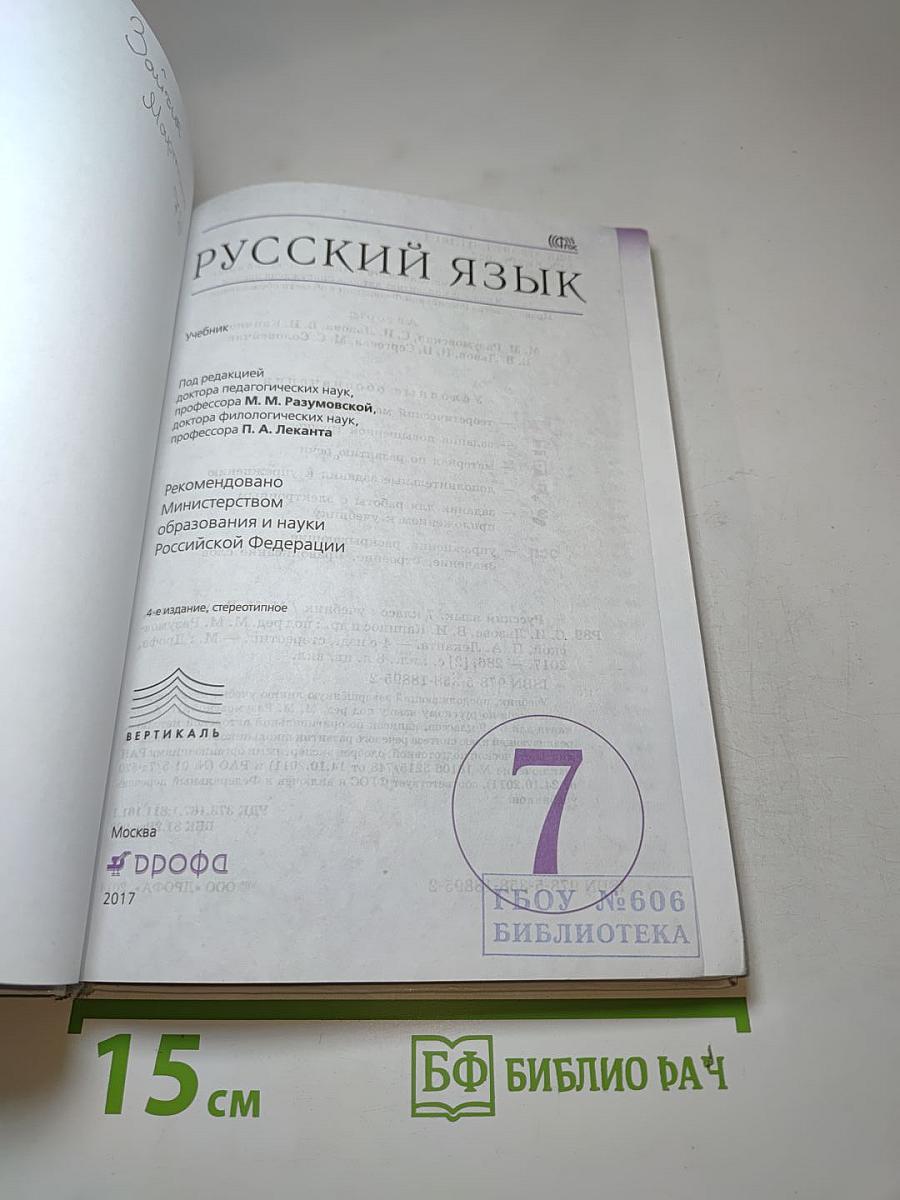 ФГОС
РУССКИЙ ЯЗЫК
Учебник
Под редакцией
доктора педагогических наук,
профессора М. М. Разумовской,
доктора филологических наук,
профессора П. А. Леканта
Рекомендовано
Министерством
образования и науки
Российской Федерации
4-е издание, стереотипное
ВЕРТИКАЛЬ
7
Москва
ДРОФА
2017
ГБОУ №606
БИБЛИОТЕКА
15 см
БФ БИБЛИО